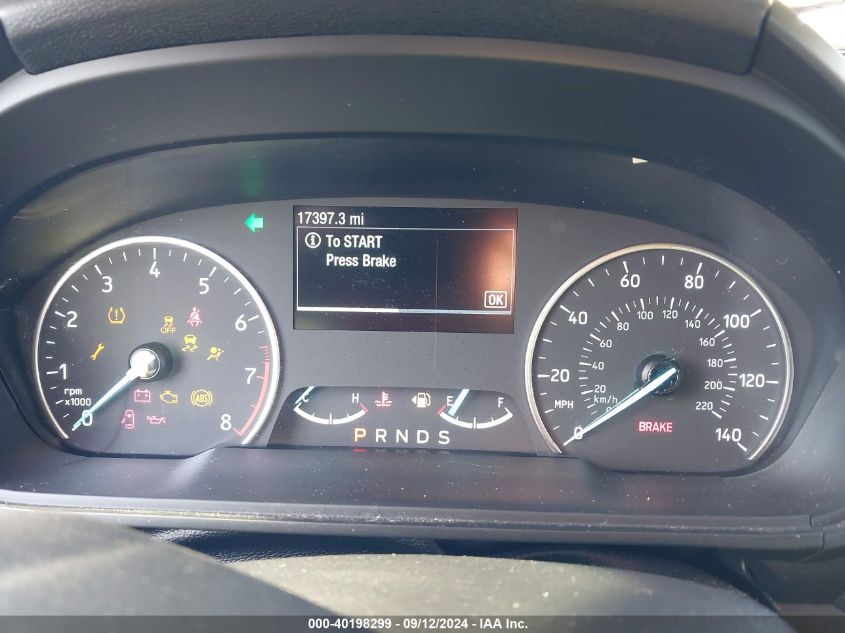 17397.3 mi
To START
Press Brake
OK
0 1 2 3 4 5 6 7 8
rpm
x1000
OFF
ABS
C H
E F
P R N D S
0 20 40 60 80 100 120 140
MPH
20 40 60 80 100 120 140 160 180 200 220
km/h
BRAKE
000-40198299 - 09/12/2024 - IAA Inc.